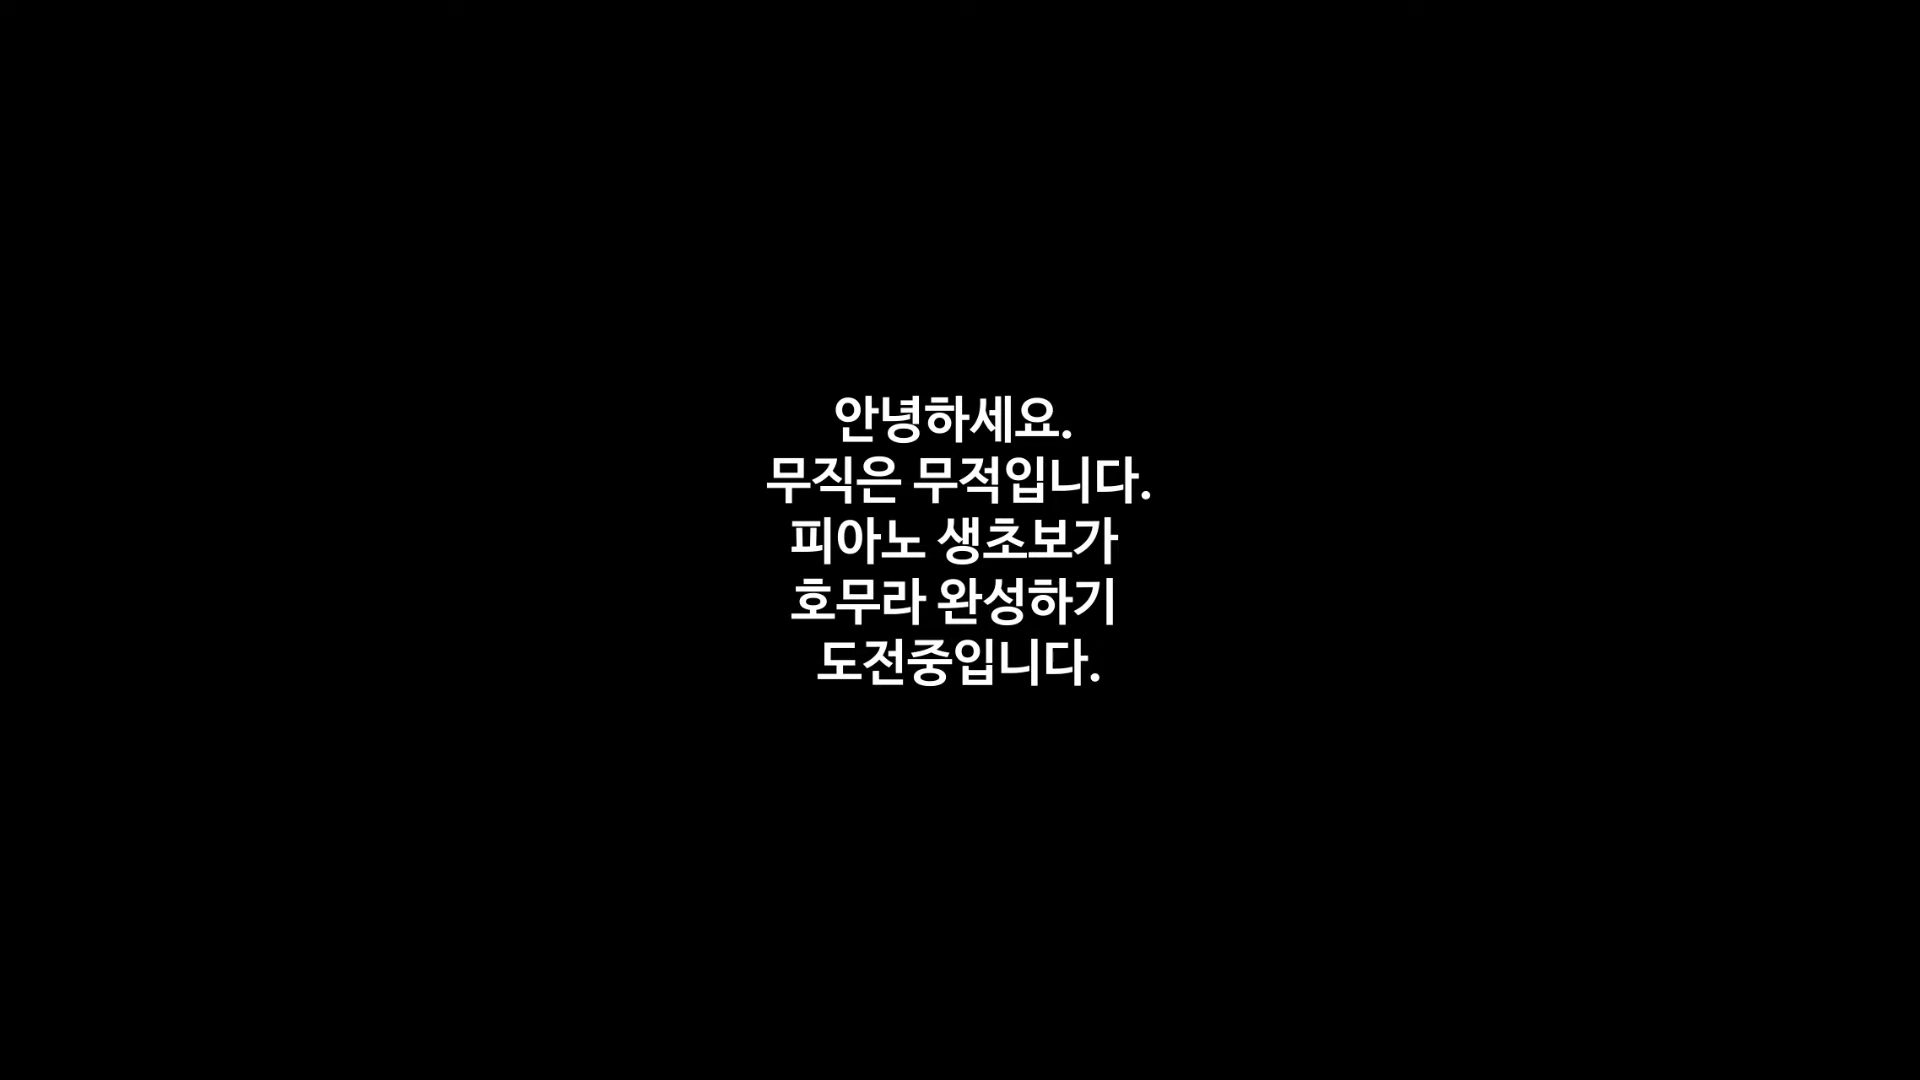 안녕하세요.
무직은 무적입니다.
피아노 생초보가
호무라 완성하기
도전중입니다.